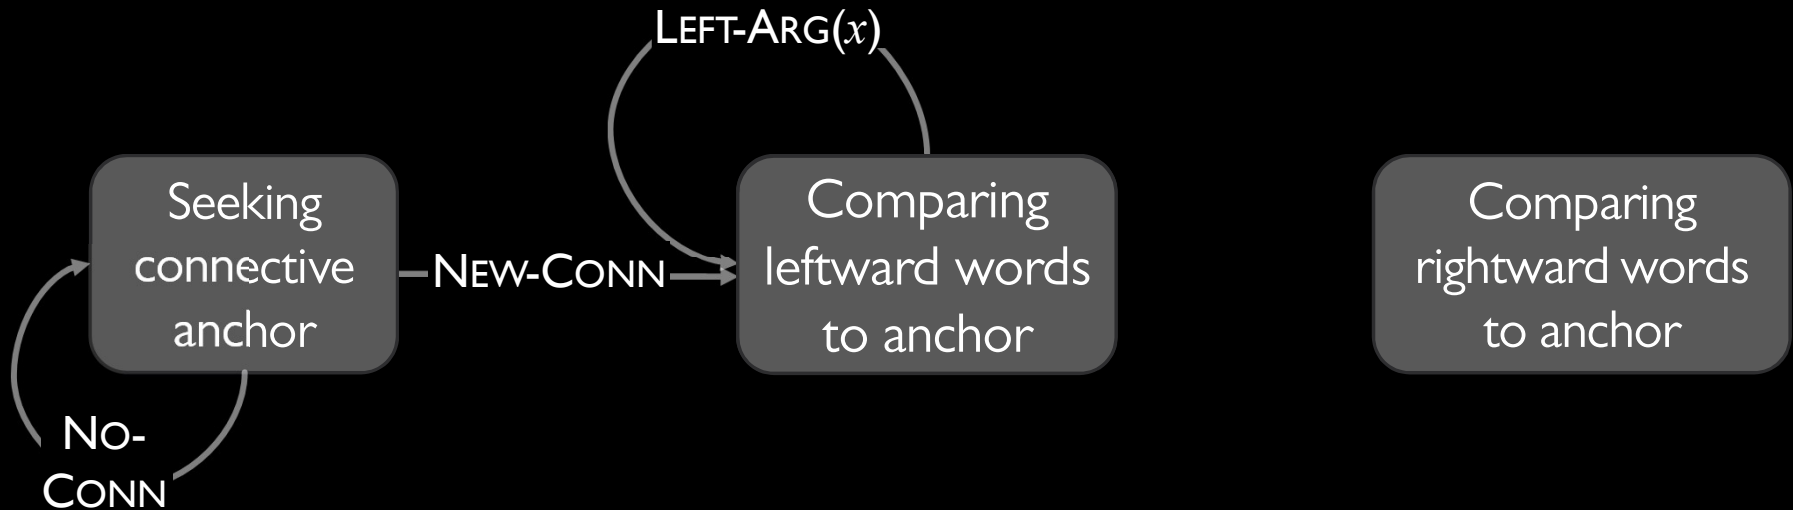 LEFT-ARG(x)
Seeking
connective
anchor
NEW-CONN
Comparing
leftward words
to anchor
Comparing
rightward words
to anchor
NO-
CONN